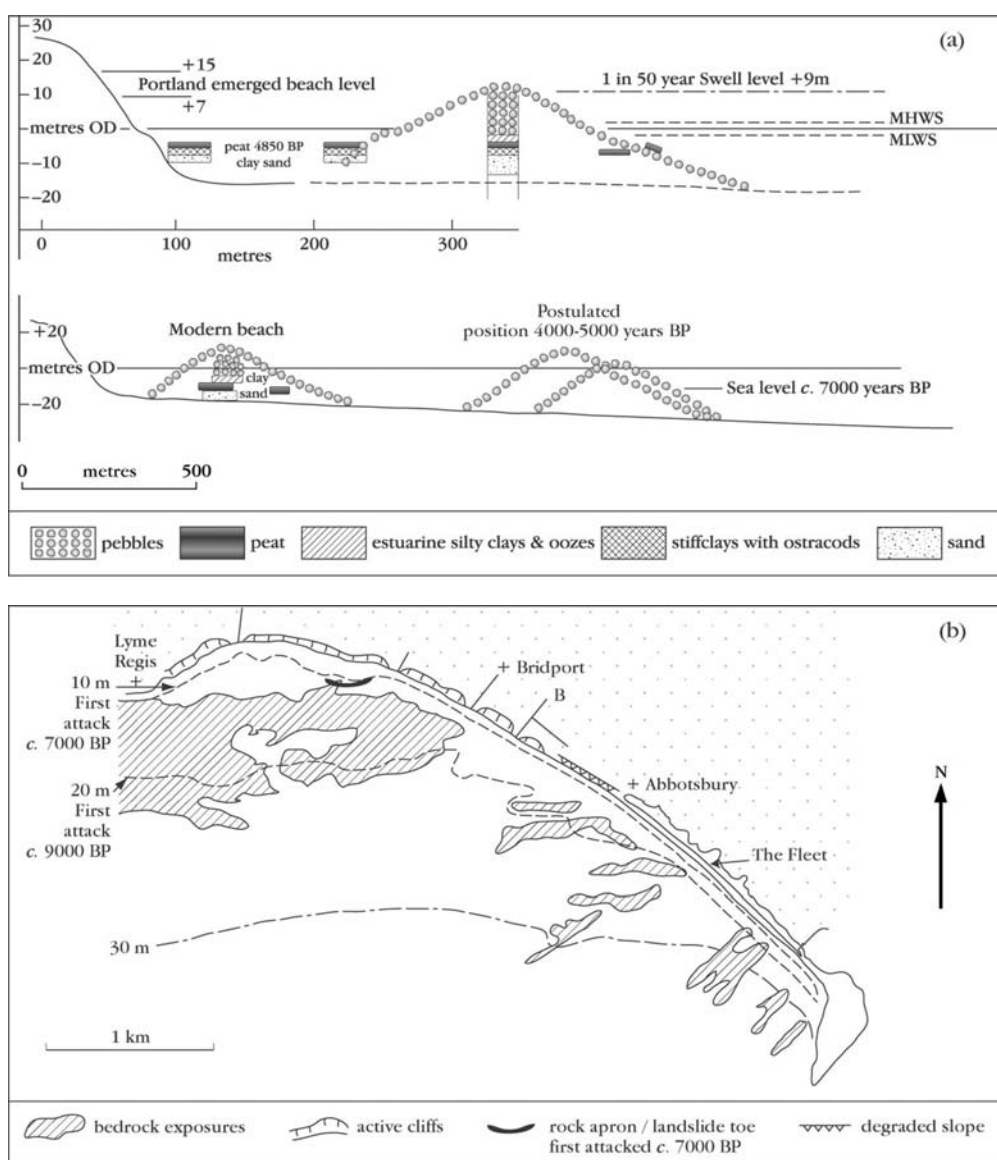 (a)
30
20
10
metres OD
−10
−20
+15
Portland emerged beach level
+7
1 in 50 year Swell level +9m
MHWS
MLWS
peat 4850 BP
clay sand
0
100
200
300
metres
+20
metres OD
−20
Modern beach
clay
sand
Postulated
position 4000-5000 years BP
Sea level c. 7000 years BP
0 metres 500
pebbles
peat
estuarine silty clays & oozes
stiffclays with ostracods
sand
(b)
Lyme
Regis
+
10 m
First
attack
c. 7000 BP
20 m
First
attack
c. 9000 BP
30 m
+ Bridport
B
+ Abbotsbury
The Fleet
N
1 km
bedrock exposures
active cliffs
rock apron / landslide toe
first attacked c. 7000 BP
degraded slope